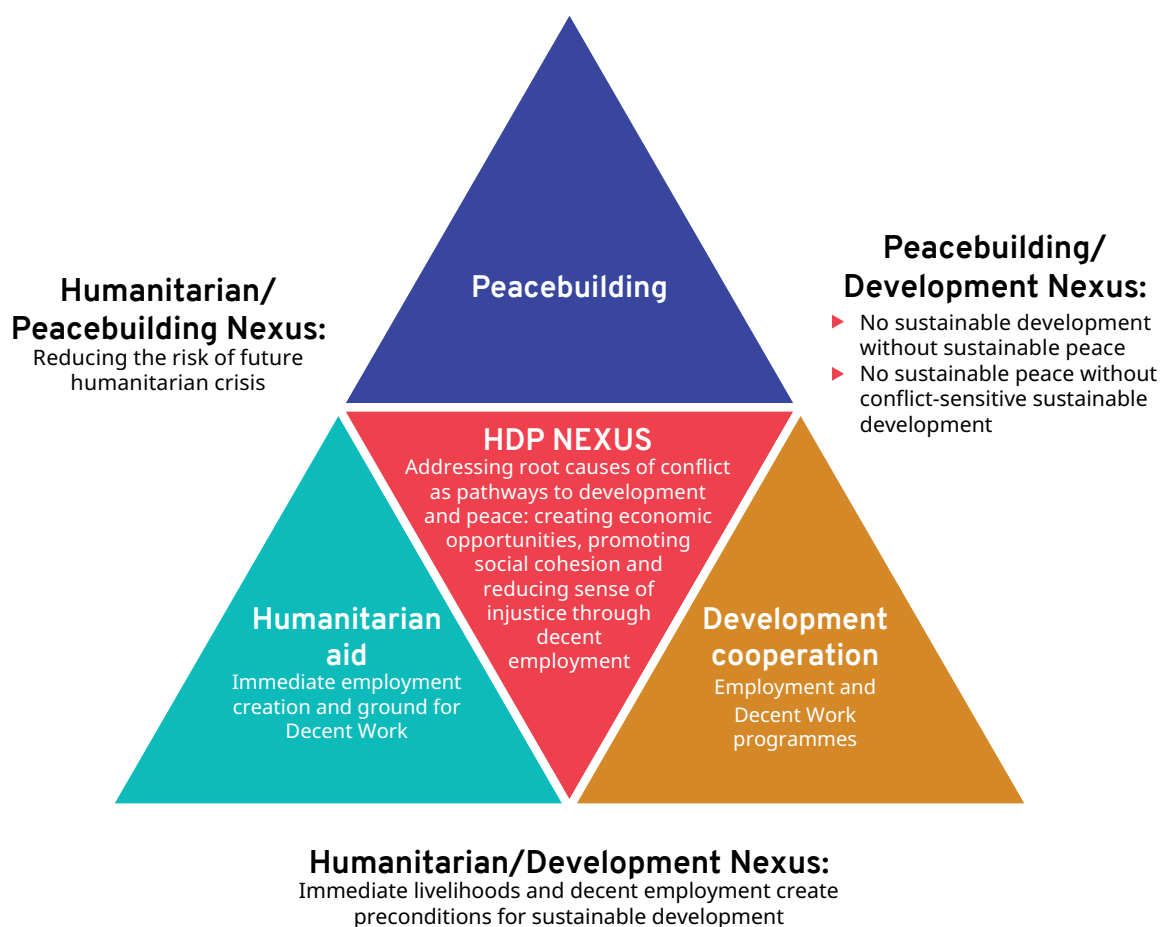 Peacebuilding
Humanitarian/
Peacebuilding Nexus:
Reducing the risk of future
humanitarian crisis
Peacebuilding/
Development Nexus:
No sustainable development
without sustainable peace
No sustainable peace without
conflict-sensitive sustainable
development
HDP NEXUS
Addressing root causes of conflict
as pathways to development
and peace: creating economic
opportunities, promoting
social cohesion and
reducing sense of
injustice through
decent
employment
Humanitarian
aid
Immediate employment
creation and ground for
Decent Work
Development
cooperation
Employment and
Decent Work
programmes
Humanitarian/Development Nexus:
Immediate livelihoods and decent employment create
preconditions for sustainable development